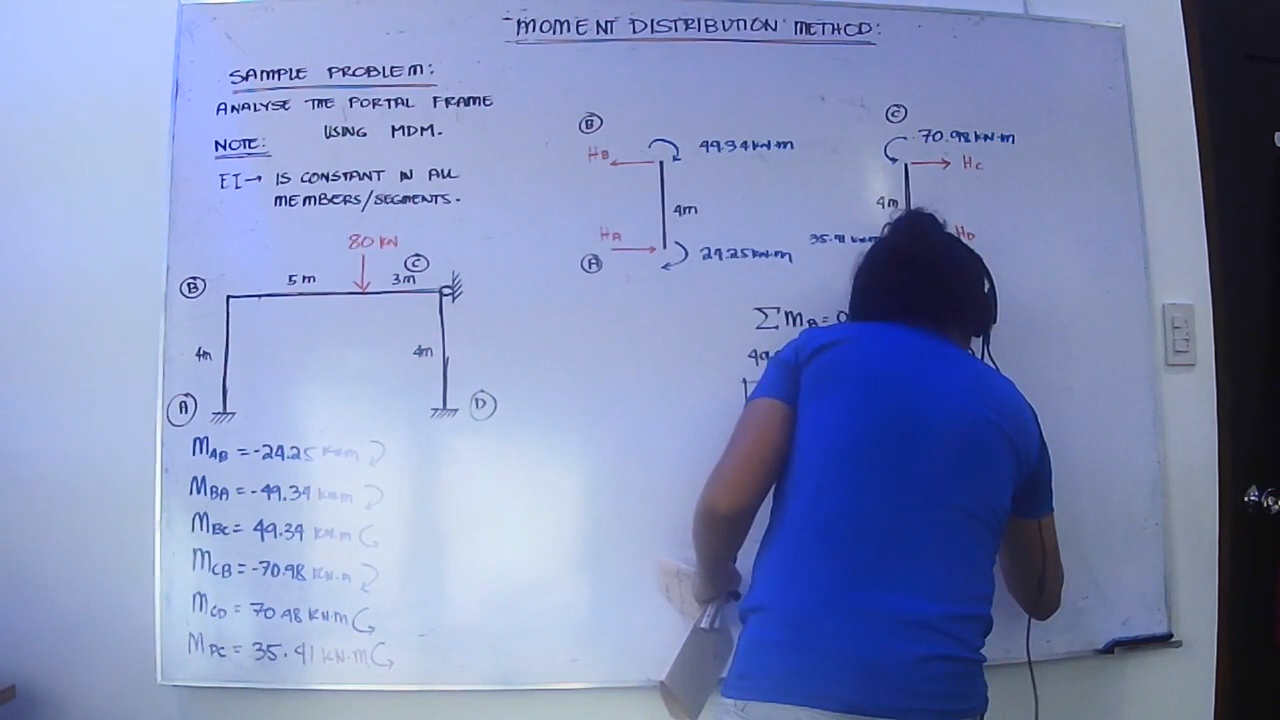 MOMENT DISTRIBUTION METHOD:
SAMPLE PROBLEM:
ANALYSE THE PORTAL FRAME
USING MDM.
NOTE:
EI→ IS CONSTANT IN ALL
MEMBERS/SEGMENTS.
80 KN
B
5m
3m
C
4m
4m
A
D
MAB = -24.25 KN·m
MBA = -49.34 KN·m
MBC = 49.34 KN·m
MCB = -70.98 KN·m
MCD = 70.98 KN·M
MDC = 35.41 KN·M
B
49.34 KN·M
HB
4m
HA
24.25 KN·M
A
C
70.98 KN·M
HC
4m
35.41
HD
ΣMB = 0